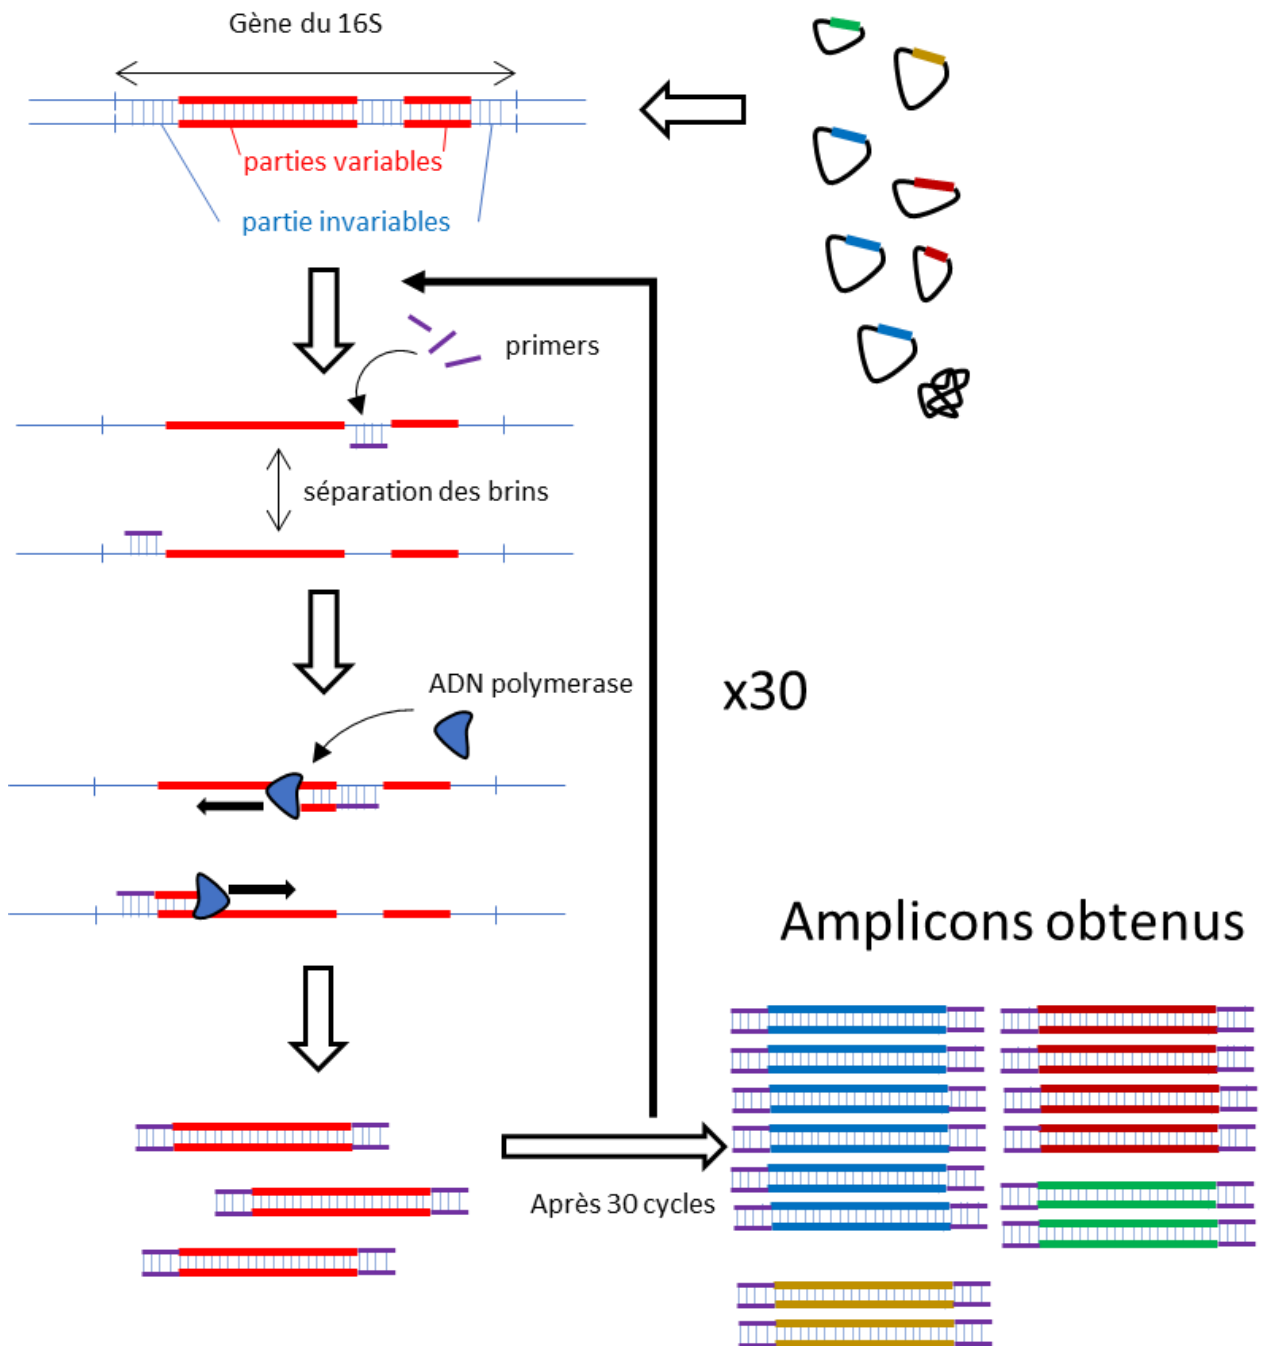 Gène du 16S
parties variables
partie invariables
primers
séparation des brins
ADN polymerase
x30
Amplicons obtenus
Après 30 cycles